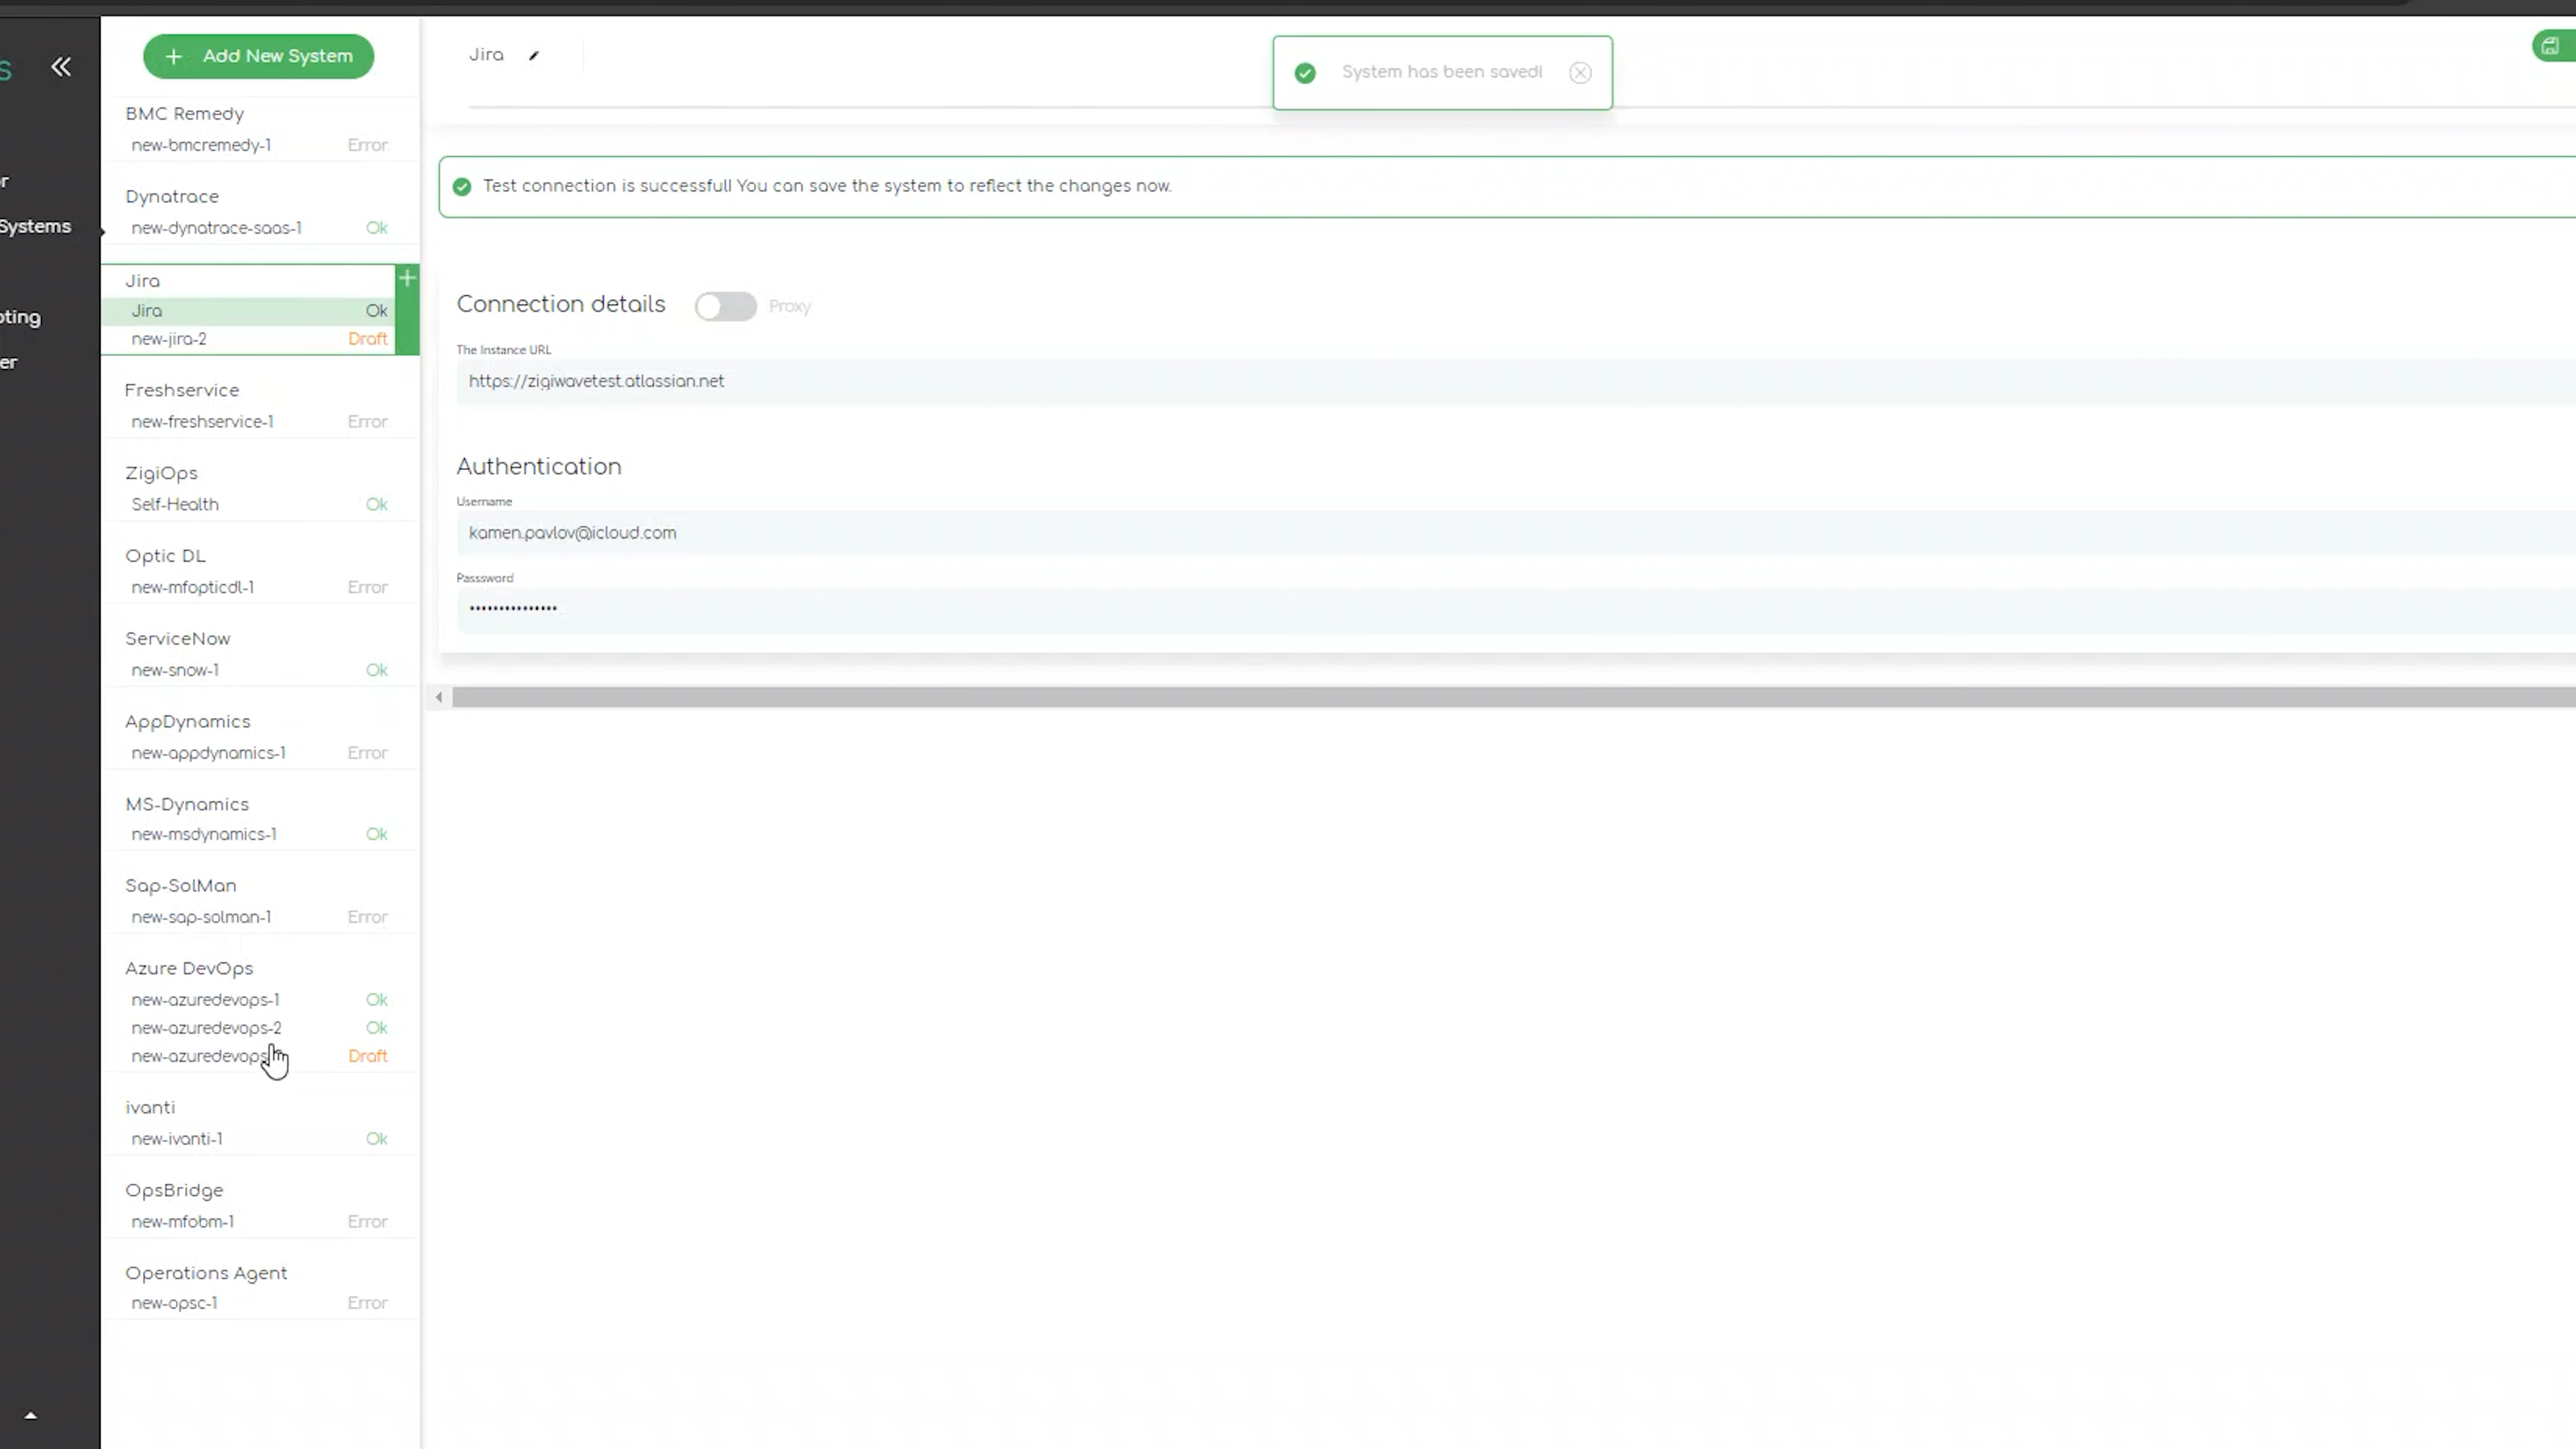 s
r
Systems
oting
er
Add New System
BMC Remedy
new-bmcremedy-1 Error
Dynatrace
new-dynatrace-saas-1 Ok
Jira
Jira Ok
new-jira-2 Draft
Freshservice
new-freshservice-1 Error
ZigiOps
Self-Health Ok
Optic DL
new-mfopticdl-1 Error
ServiceNow
new-snow-1 Ok
AppDynamics
new-appdynamics-1 Error
MS-Dynamics
new-msdynamics-1 Ok
Sap-SolMan
new-sap-solman-1 Error
Azure DevOps
new-azuredevops-1 Ok
new-azuredevops-2 Ok
new-azuredevops Draft
ivanti
new-ivanti-1 Ok
OpsBridge
new-mfobm-1 Error
Operations Agent
new-opsc-1 Error
Jira
System has been saved!
Test connection is successful! You can save the system to reflect the changes now.
Connection details Proxy
The Instance URL
https://zigiwavetest.atlassian.net
Authentication
Username
kamen.pavlov@icloud.com
Passsword
•••••••••••••••